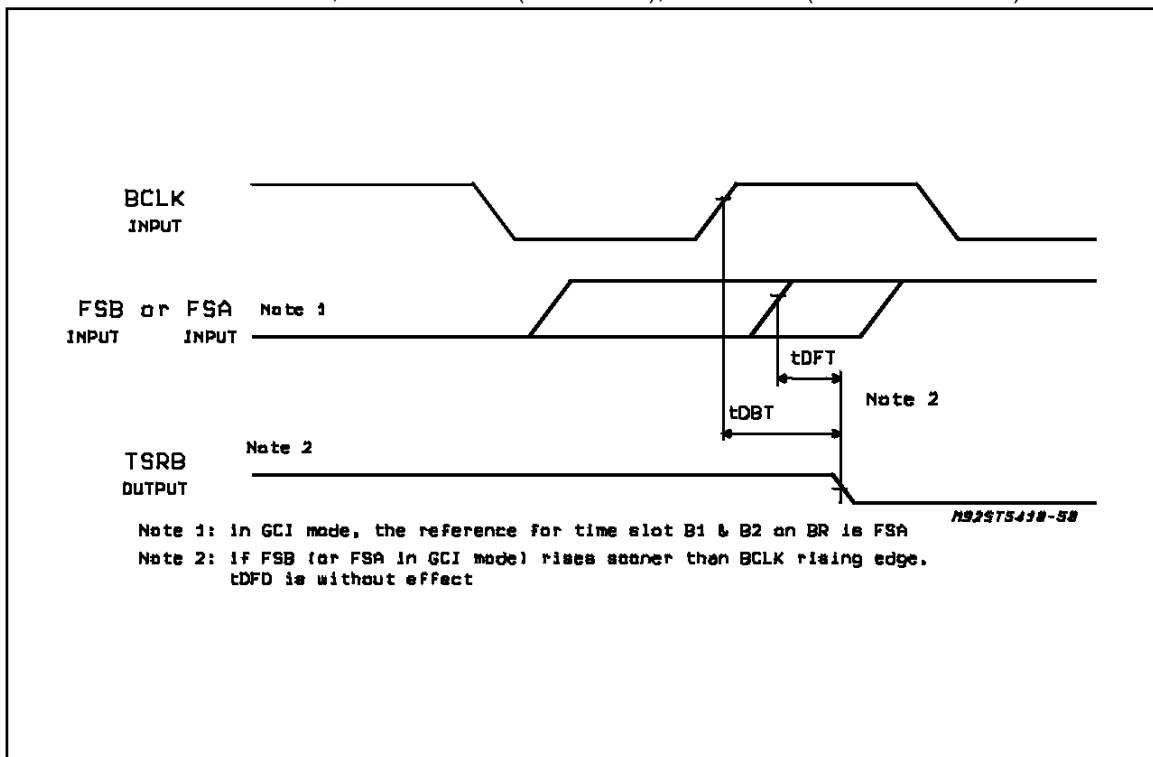 BCLK
INPUT
FSB or FSA Note 1
INPUT INPUT
tDFT
Note 2
tDBT
Note 2
TSRB
OUTPUT
M92ST5410-50
Note 1: in GCI mode, the reference for time slot B1 & B2 on BR is FSA
Note 2: if FSB (or FSA in GCI mode) rises sooner than BCLK rising edge.
tDFD is without effect